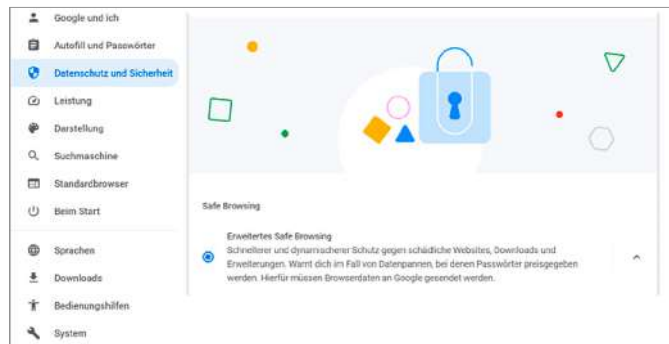 Google und ich
Autofill und Passwörter
Datenschutz und Sicherheit
Leistung
Darstellung
Suchmaschine
Standardbrowser
Beim Start
Sprachen
Downloads
Bedienungshilfen
System
Safe Browsing
Erweitertes Safe Browsing
Schnellerer und dynamischerer Schutz gegen schädliche Websites, Downloads und
Erweiterungen. Warnt dich im Fall von Datenpannen, bei denen Passwörter preisgegeben
werden. Hierfür müssen Browserdaten an Google gesendet werden.